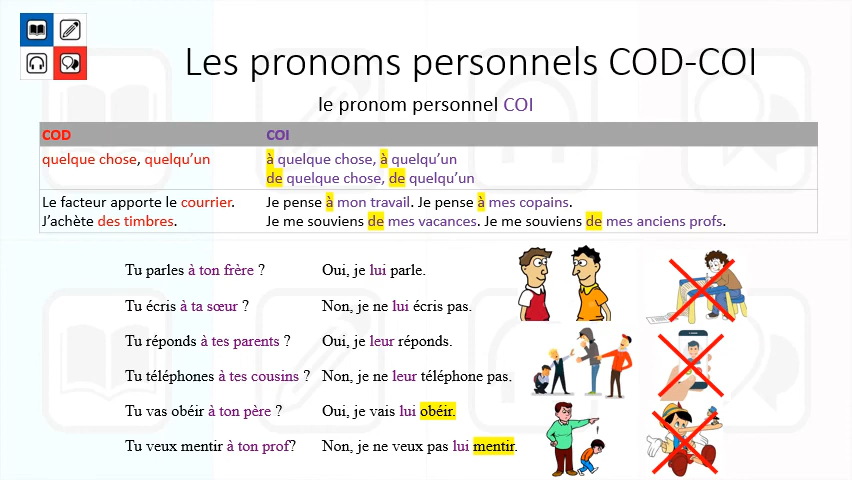 Les pronoms personnels COD-COI
le pronom personnel COI
COD COI
quelque chose, quelqu’un à quelque chose, à quelqu’un
de quelque chose, de quelqu’un
Le facteur apporte le courrier. Je pense à mon travail. Je pense à mes copains.
J’achète des timbres. Je me souviens de mes vacances. Je me souviens de mes anciens profs.
Tu parles à ton frère ? Oui, je lui parle.
Tu écris à ta sœur ? Non, je ne lui écris pas.
Tu réponds à tes parents ? Oui, je leur réponds.
Tu téléphones à tes cousins ? Non, je ne leur téléphone pas.
Tu vas obéir à ton père ? Oui, je vais lui obéir.
Tu veux mentir à ton prof? Non, je ne veux pas lui mentir.